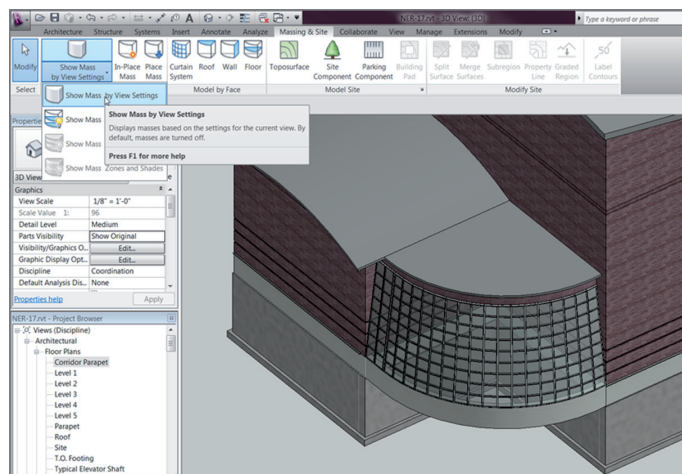 NER-17.rvt - 3D View: {3D}
Type a keyword or phrase
Architecture Structure Systems Insert Annotate Analyze Massing & Site Collaborate View Manage Extensions Modify
Modify
Show Mass
by View Settings
In-Place
Mass
Place
Mass
Curtain
System
Roof
Wall
Floor
Toposurface
Site
Component
Parking
Component
Building
Pad
Split
Surface
Merge
Surfaces
Subregion
Property
Line
Graded
Region
.50
Label
Contours
Select
Model by Face
Model Site
Modify Site
Show Mass by View Settings
Show Mass
Show Mass
Show Mass Zones and Shades
Show Mass by View Settings
Displays masses based on the settings for the current view. By
default, masses are turned off.
Press F1 for more help
Properties
3D View
Graphics
View Scale 1/8" = 1'-0"
Scale Value 1: 96
Detail Level Medium
Parts Visibility Show Original
Visibility/Graphics O... Edit...
Graphic Display Opt... Edit...
Discipline Coordination
Default Analysis Dis... None
Properties help Apply
NER-17.rvt - Project Browser
Views (Discipline)
Architectural
Floor Plans
Corridor Parapet
Level 1
Level 2
Level 3
Level 4
Level 5
Parapet
Roof
Site
T.O. Footing
Typical Elevator Shaft